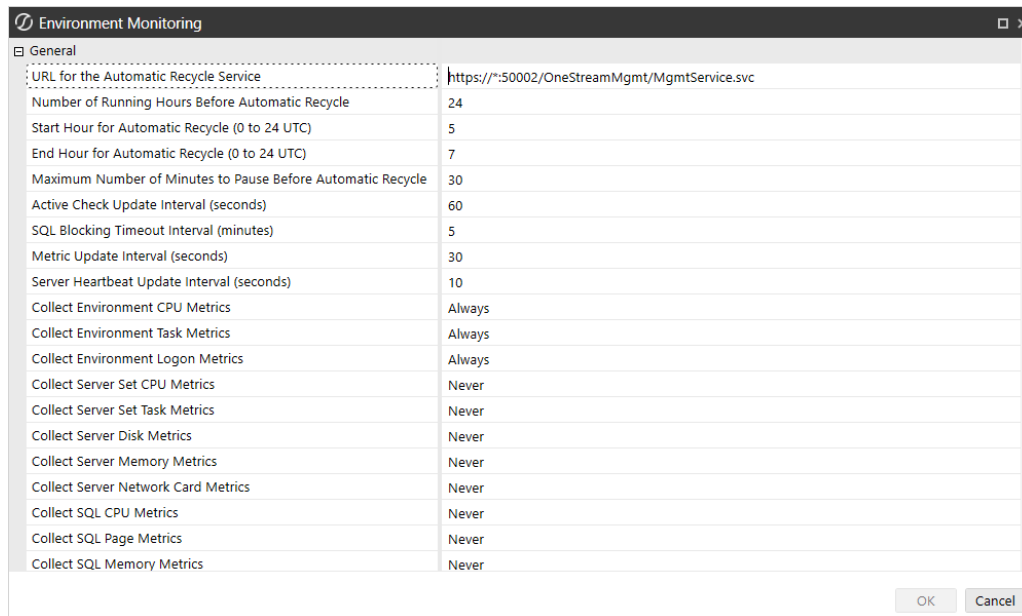 Environment Monitoring
General
URL for the Automatic Recycle Service https://*:50002/OneStreamMgmt/MgmtService.svc
Number of Running Hours Before Automatic Recycle 24
Start Hour for Automatic Recycle (0 to 24 UTC) 5
End Hour for Automatic Recycle (0 to 24 UTC) 7
Maximum Number of Minutes to Pause Before Automatic Recycle 30
Active Check Update Interval (seconds) 60
SQL Blocking Timeout Interval (minutes) 5
Metric Update Interval (seconds) 30
Server Heartbeat Update Interval (seconds) 10
Collect Environment CPU Metrics Always
Collect Environment Task Metrics Always
Collect Environment Logon Metrics Always
Collect Server Set CPU Metrics Never
Collect Server Set Task Metrics Never
Collect Server Disk Metrics Never
Collect Server Memory Metrics Never
Collect Server Network Card Metrics Never
Collect SQL CPU Metrics Never
Collect SQL Page Metrics Never
Collect SQL Memory Metrics Never
OK Cancel